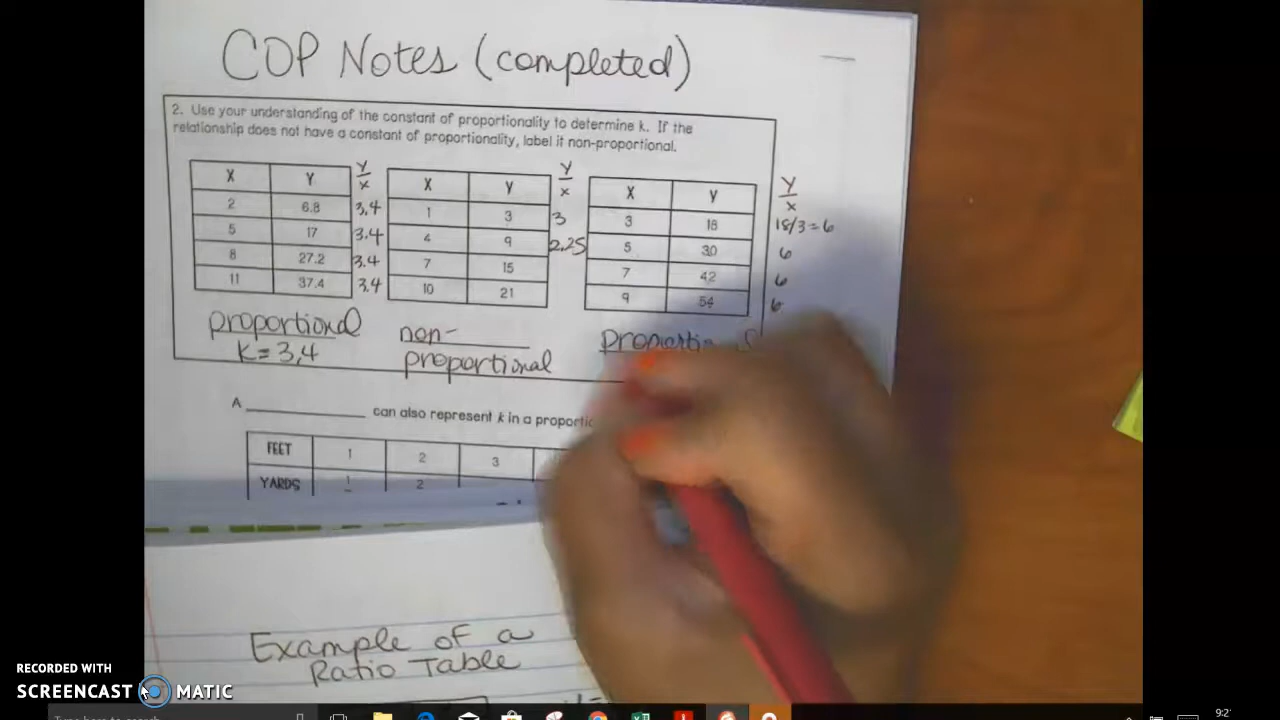 COP Notes (completed)
2. Use your understanding of the constant of proportionality to determine k. If the
relationship does not have a constant of proportionality, label it non-proportional.
X Y Y/x
2 6.8 3.4
5 17 3.4
8 27.2 3.4
11 37.4 3.4
proportional
k = 3.4
X Y Y/x
1 3 3
4 9 2.25
7 15
10 21
non-
proportional
X Y Y/x
3 18 18/3 = 6
5 30 6
7 42 6
9 54 6
A ____________ can also represent k in a
FEET 1 2 3
YARDS 1 2
Example of a
Ratio Table
RECORDED WITH
SCREENCAST MATIC